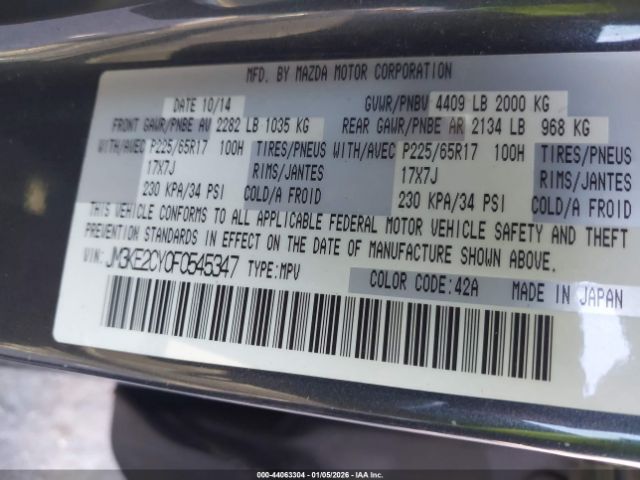 MFD. BY MAZDA MOTOR CORPORATION
DATE 10/14 GVWR/PNBV 4409 LB 2000 KG
FRONT GAWR/PNBE AV 2282 LB 1035 KG REAR GAWR/PNBE AR 2134 LB 968 KG
WITH/AVEC P225/65R17 100H TIRES/PNEUS WITH/AVEC P225/65R17 100H TIRES/PNEUS
17X7J RIMS/JANTES 17X7J RIMS/JANTES
230 KPA/34 PSI COLD/A FROID 230 KPA/34 PSI COLD/A FROID
THIS VEHICLE CONFORMS TO ALL APPLICABLE FEDERAL MOTOR VEHICLE SAFETY AND THEFT
PREVENTION STANDARDS IN EFFECT ON THE DATE OF MANUFACTURE SHOWN ABOVE.
VIN: JM3KE2CY0F0545347 TYPE:MPV
COLOR CODE:42A MADE IN JAPAN
000-44063304 - 01/05/2026 - IAA Inc.